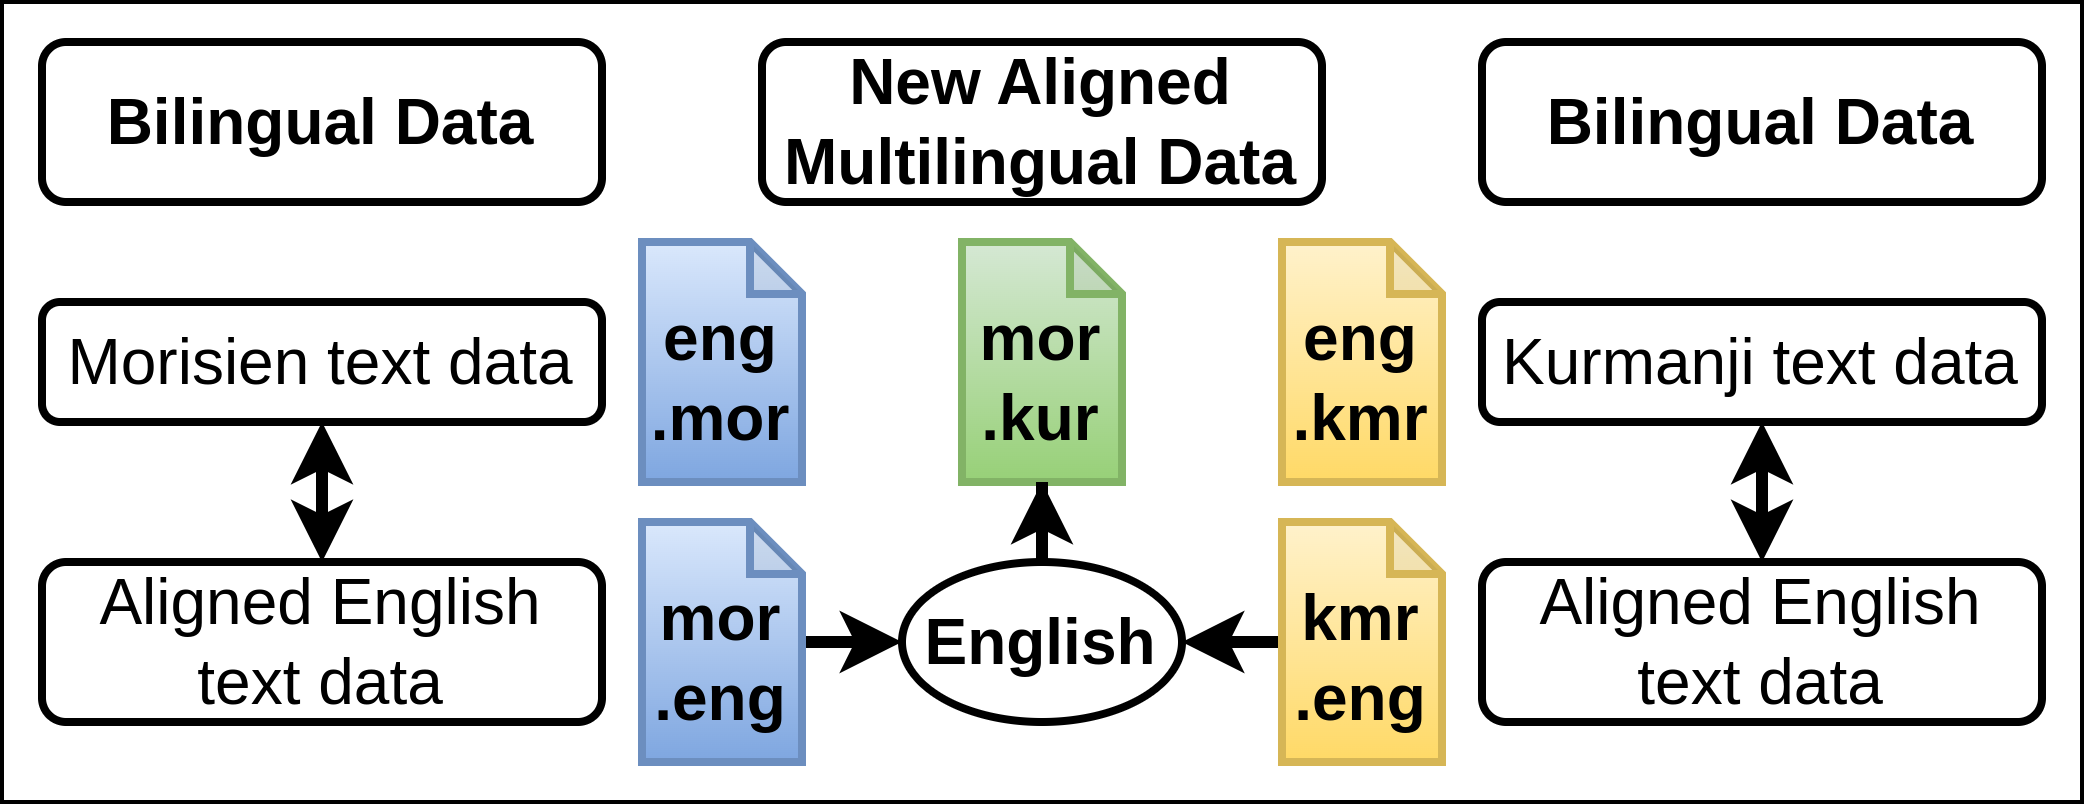 Bilingual Data
New Aligned
Multilingual Data
Bilingual Data
Morisien text data
eng
.mor
mor
.kur
eng
.kmr
Kurmanji text data
Aligned English
text data
mor
.eng
English
kmr
.eng
Aligned English
text data